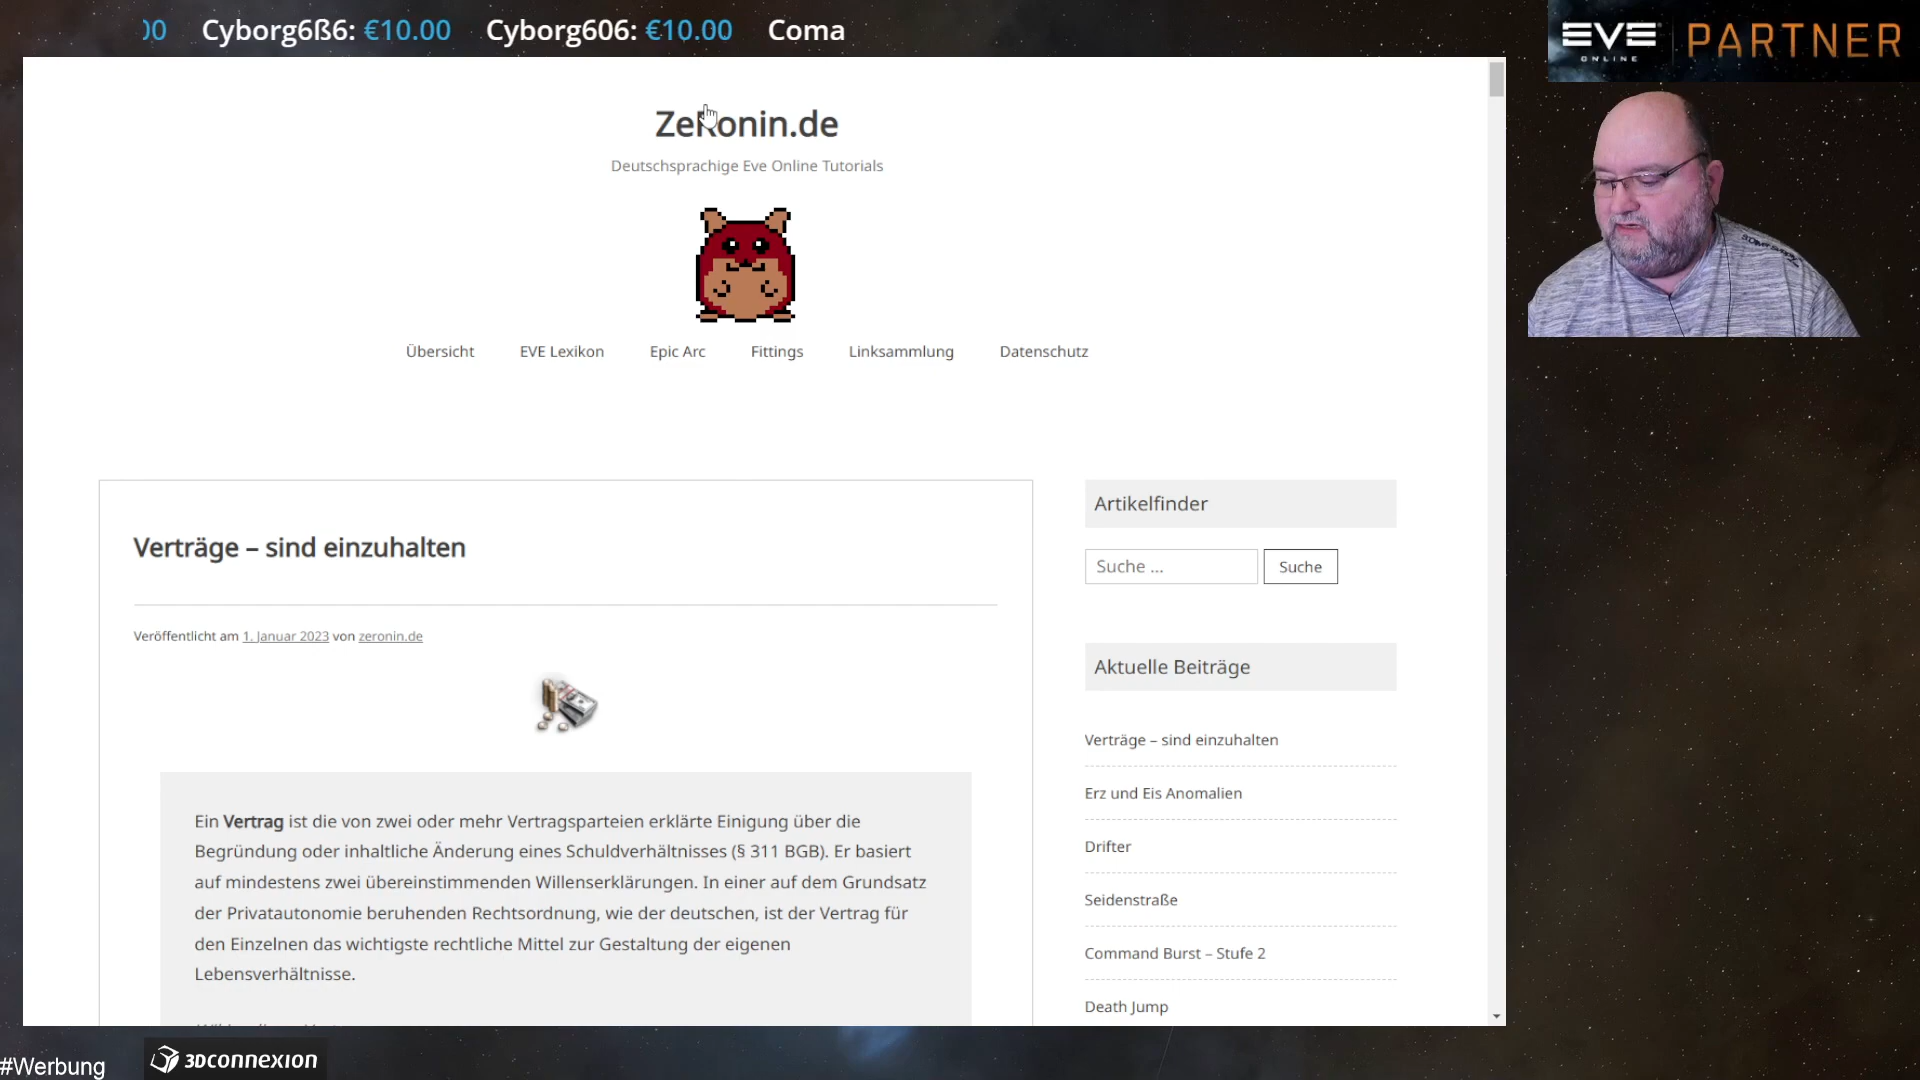 00 Cyborg6ß6: €10.00 Cyborg606: €10.00 Coma
EVE ONLINE PARTNER
ZeRonin.de
Deutschsprachige Eve Online Tutorials
Übersicht EVE Lexikon Epic Arc Fittings Linksammlung Datenschutz
Verträge – sind einzuhalten
Veröffentlicht am 1. Januar 2023 von zeronin.de
Ein Vertrag ist die von zwei oder mehr Vertragsparteien erklärte Einigung über die
Begründung oder inhaltliche Änderung eines Schuldverhältnisses (§ 311 BGB). Er basiert
auf mindestens zwei übereinstimmenden Willenserklärungen. In einer auf dem Grundsatz
der Privatautonomie beruhenden Rechtsordnung, wie der deutschen, ist der Vertrag für
den Einzelnen das wichtigste rechtliche Mittel zur Gestaltung der eigenen
Lebensverhältnisse.
Artikelfinder
Suche ... Suche
Aktuelle Beiträge
Verträge – sind einzuhalten
Erz und Eis Anomalien
Drifter
Seidenstraße
Command Burst – Stufe 2
Death Jump
#Werbung 3Dconnexion